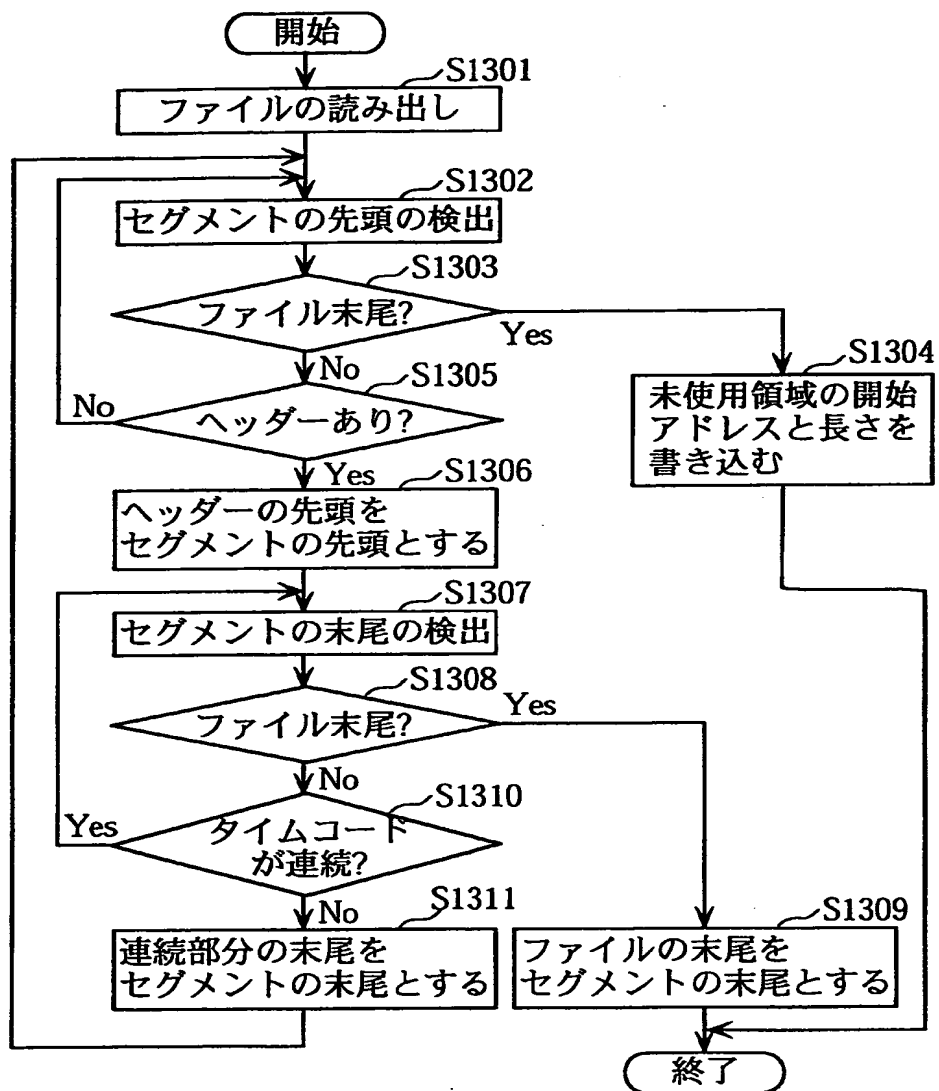 開始
S1301
ファイルの読み出し
S1302
セグメントの先頭の検出
S1303
ファイル末尾?
Yes
No
S1304
未使用領域の開始
アドレスと長さを
書き込む
S1305
ヘッダーあり?
No
Yes
S1306
ヘッダーの先頭を
セグメントの先頭とする
S1307
セグメントの末尾の検出
S1308
ファイル末尾?
Yes
No
S1310
タイムコード
が連続?
Yes
No
S1311
連続部分の末尾を
セグメントの末尾とする
S1309
ファイルの末尾を
セグメントの末尾とする
終了